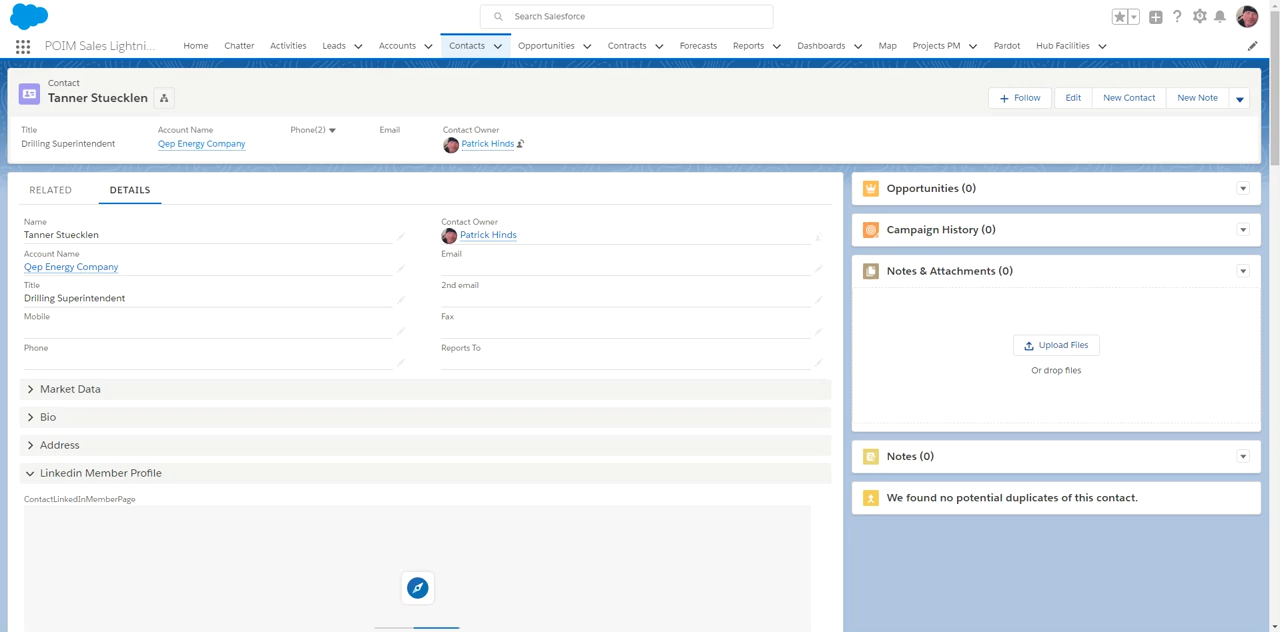 Search Salesforce
POIM Sales Lightni...
Home Chatter Activities Leads Accounts Contacts Opportunities Contracts Forecasts Reports Dashboards Map Projects PM Pardot Hub Facilities
Contact
Tanner Stuecklen
Follow Edit New Contact New Note
Title Account Name Phone(2) Email Contact Owner
Drilling Superintendent Qep Energy Company Patrick Hinds
RELATED DETAILS
Name
Tanner Stuecklen
Account Name
Qep Energy Company
Title
Drilling Superintendent
Mobile
Phone
Contact Owner
Patrick Hinds
Email
2nd email
Fax
Reports To
Market Data
Bio
Address
Linkedin Member Profile
ContactLinkedInMemberPage
Opportunities (0)
Campaign History (0)
Notes & Attachments (0)
Upload Files
Or drop files
Notes (0)
We found no potential duplicates of this contact.